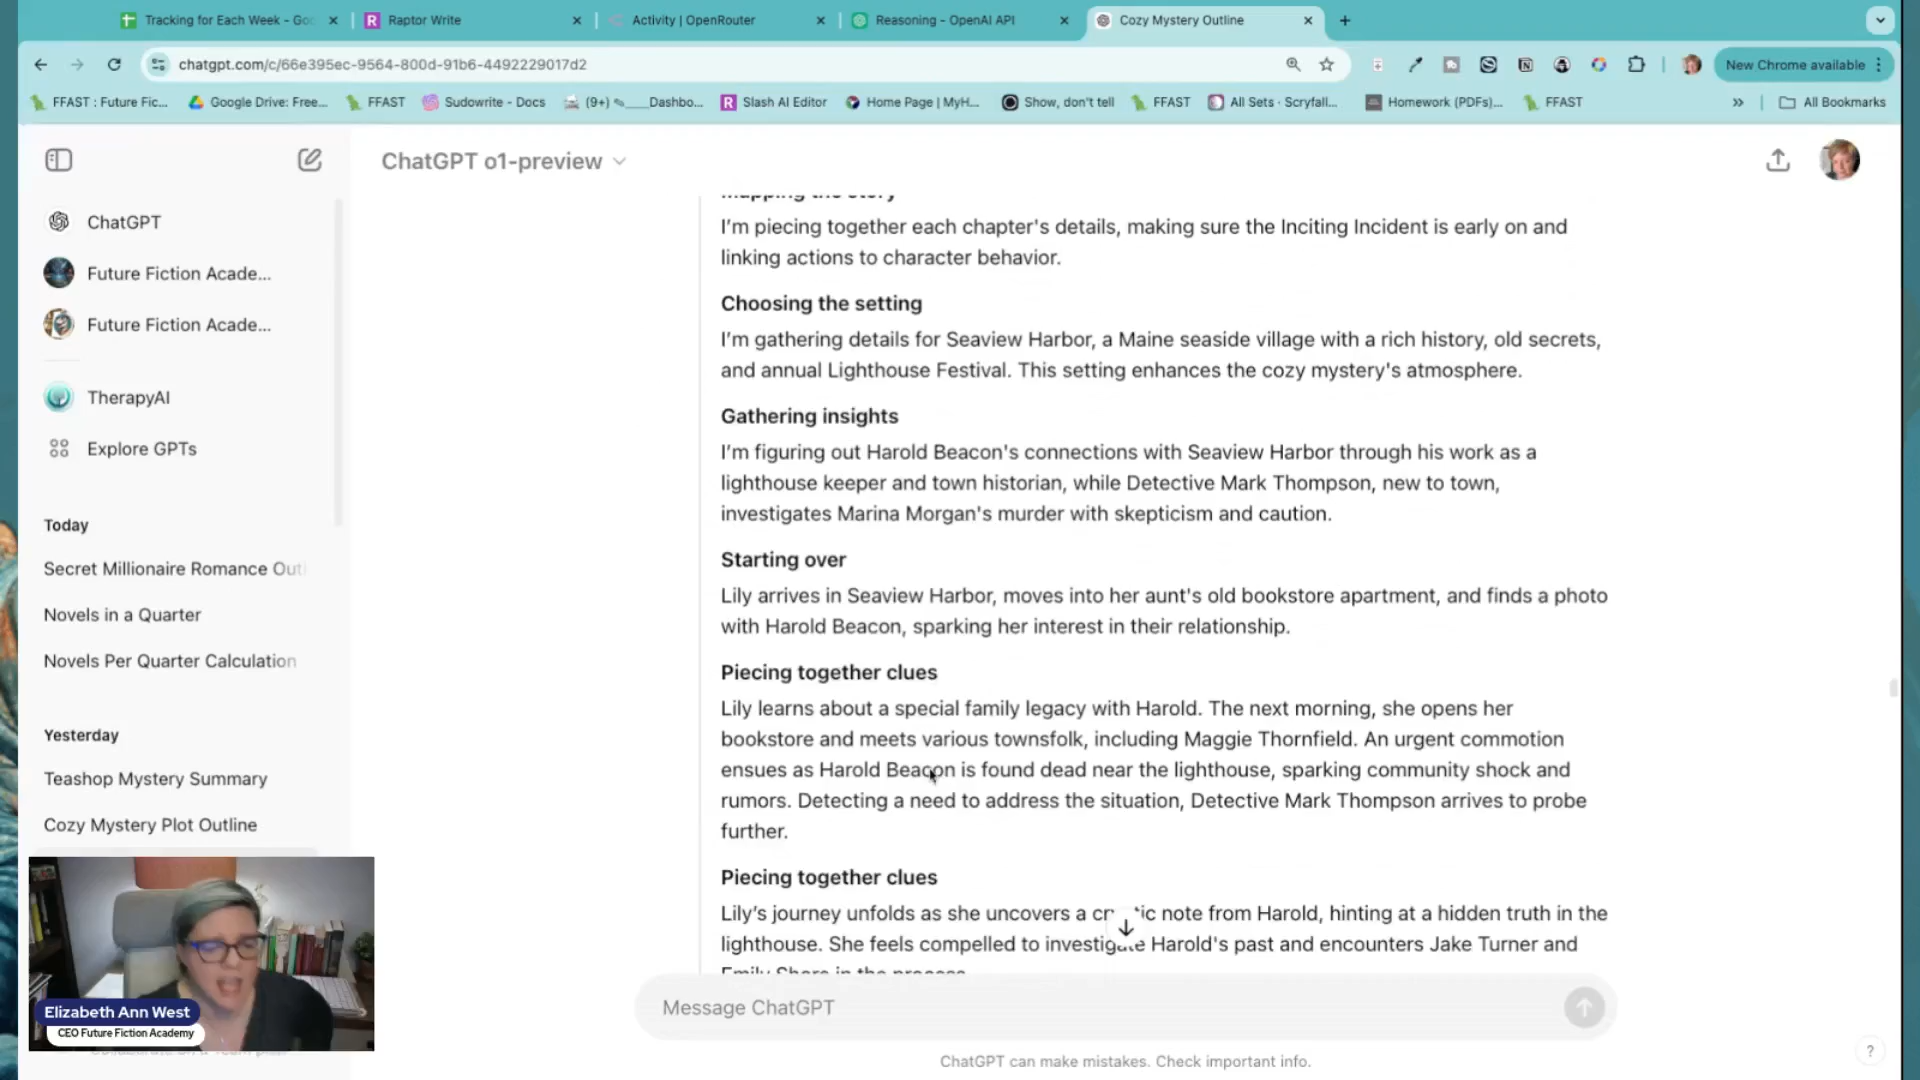 Tracking for Each Week - Goo
Raptor Write
Activity | OpenRouter
Reasoning - OpenAI API
Cozy Mystery Outline
chatgpt.com/c/66e395ec-9564-800d-91b6-4492229017d2
New Chrome available
FFAST : Future Fic...
Google Drive: Free...
FFAST
Sudowrite - Docs
(9+) ✎____Dashbo...
Slash AI Editor
Home Page | MyH...
Show, don't tell
FFAST
All Sets · Scryfall...
Homework (PDFs)...
FFAST
»
All Bookmarks
ChatGPT o1-preview
ChatGPT
Future Fiction Acade...
Future Fiction Acade...
TherapyAI
Explore GPTs
Today
Secret Millionaire Romance Out
Novels in a Quarter
Novels Per Quarter Calculation
Yesterday
Teashop Mystery Summary
Cozy Mystery Plot Outline
Elizabeth Ann West
CEO Future Fiction Academy
Mapping the story
I'm piecing together each chapter's details, making sure the Inciting Incident is early on and
linking actions to character behavior.
Choosing the setting
I'm gathering details for Seaview Harbor, a Maine seaside village with a rich history, old secrets,
and annual Lighthouse Festival. This setting enhances the cozy mystery's atmosphere.
Gathering insights
I'm figuring out Harold Beacon's connections with Seaview Harbor through his work as a
lighthouse keeper and town historian, while Detective Mark Thompson, new to town,
investigates Marina Morgan's murder with skepticism and caution.
Starting over
Lily arrives in Seaview Harbor, moves into her aunt's old bookstore apartment, and finds a photo
with Harold Beacon, sparking her interest in their relationship.
Piecing together clues
Lily learns about a special family legacy with Harold. The next morning, she opens her
bookstore and meets various townsfolk, including Maggie Thornfield. An urgent commotion
ensues as Harold Beacon is found dead near the lighthouse, sparking community shock and
rumors. Detecting a need to address the situation, Detective Mark Thompson arrives to probe
further.
Piecing together clues
Lily's journey unfolds as she uncovers a cryptic note from Harold, hinting at a hidden truth in the
lighthouse. She feels compelled to investigate Harold's past and encounters Jake Turner and
Emily Shore in the process.
Message ChatGPT
ChatGPT can make mistakes. Check important info.
?